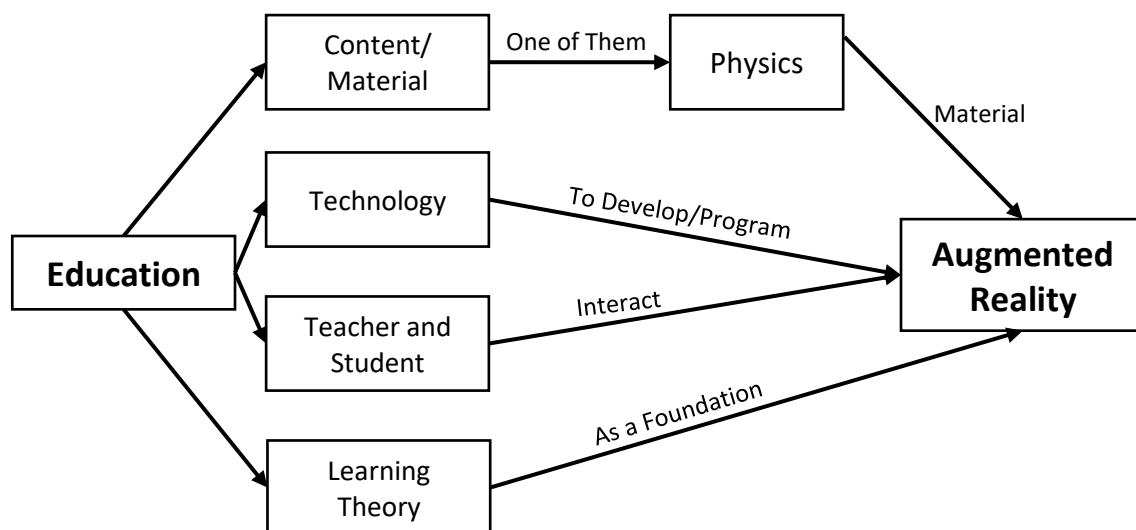 Content/
Material
One of Them
Physics
Material
Technology
To Develop/Program
Education
Augmented
Reality
Teacher and
Student
Interact
Learning
Theory
As a Foundation